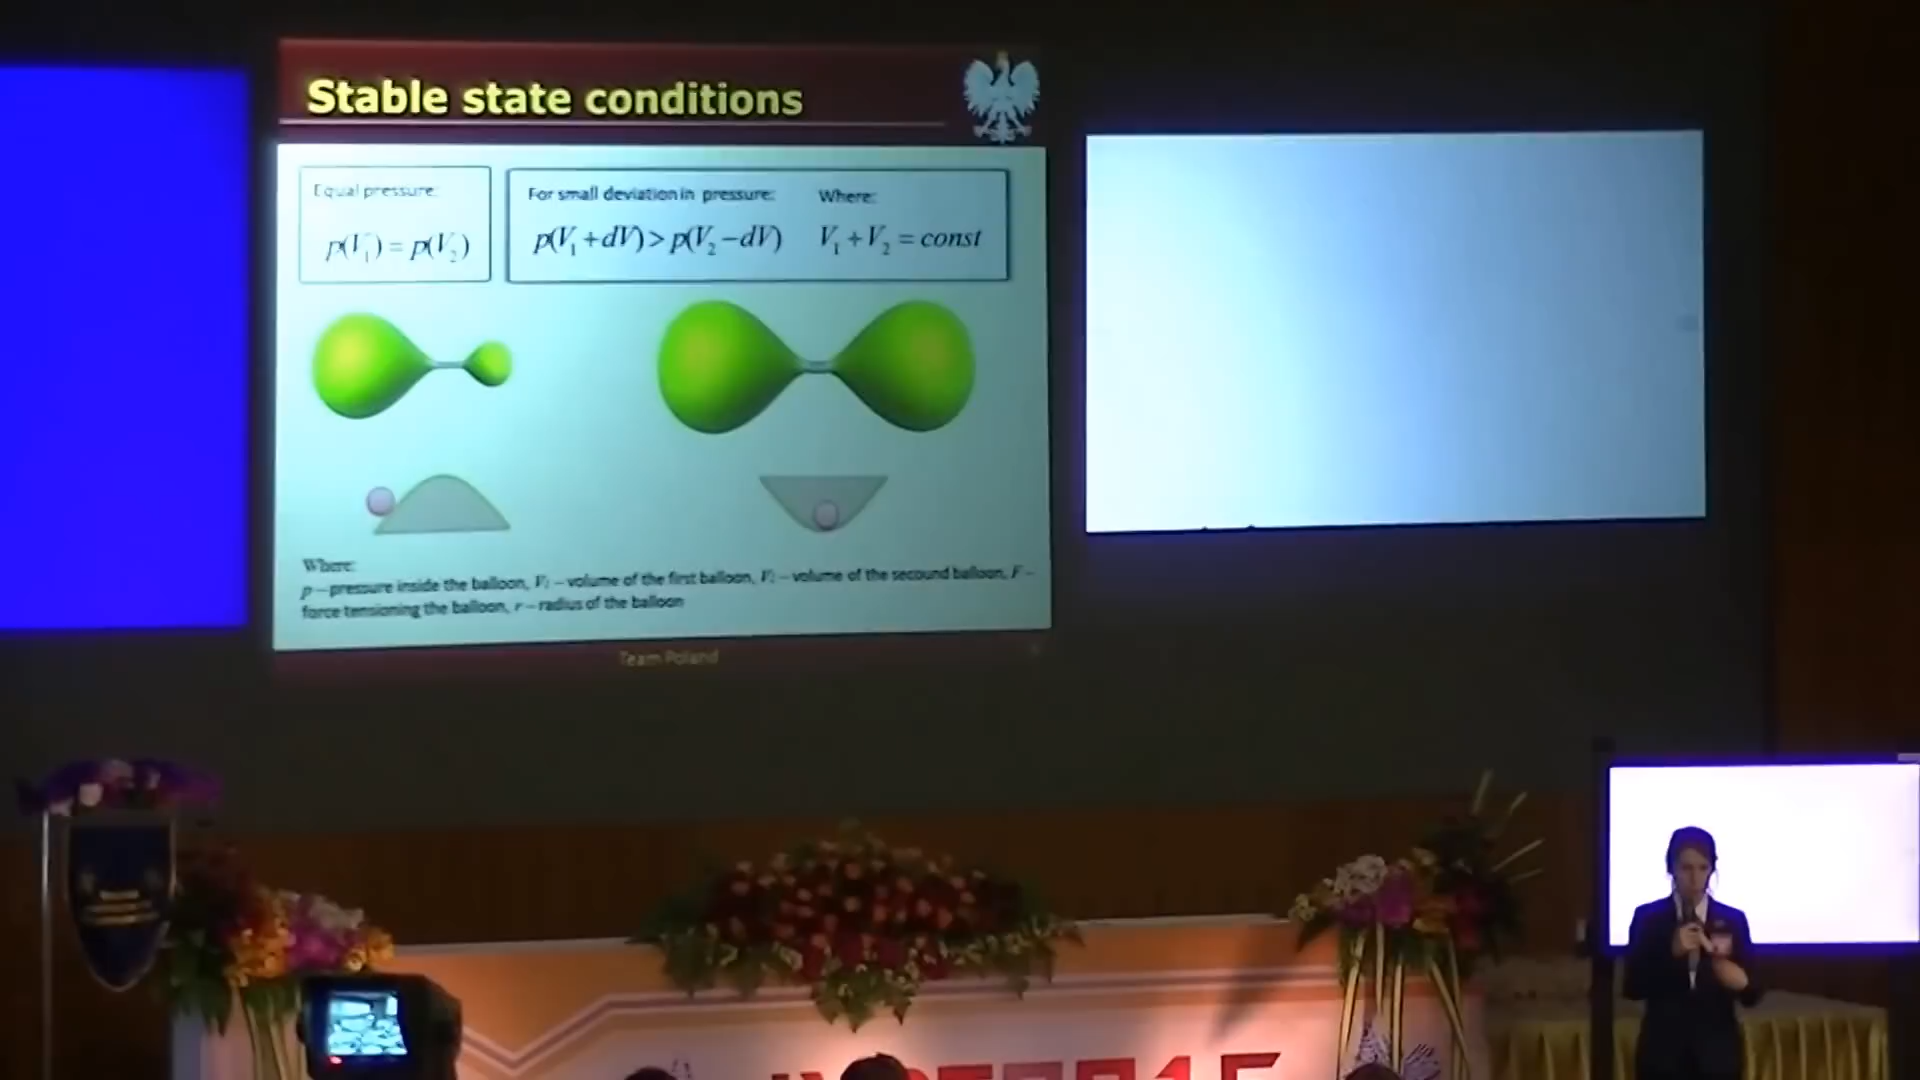 Stable state conditions
Equal pressure:
p(V₁) = p(V₂)
For small deviation in pressure:
p(V₁+dV) > p(V₂−dV)
Where:
V₁ + V₂ = const
Where:
p – pressure inside the balloon, V₁ – volume of the first balloon, V₂ – volume of the second balloon, F –
force tensioning the balloon, r – radius of the balloon
Team Poland